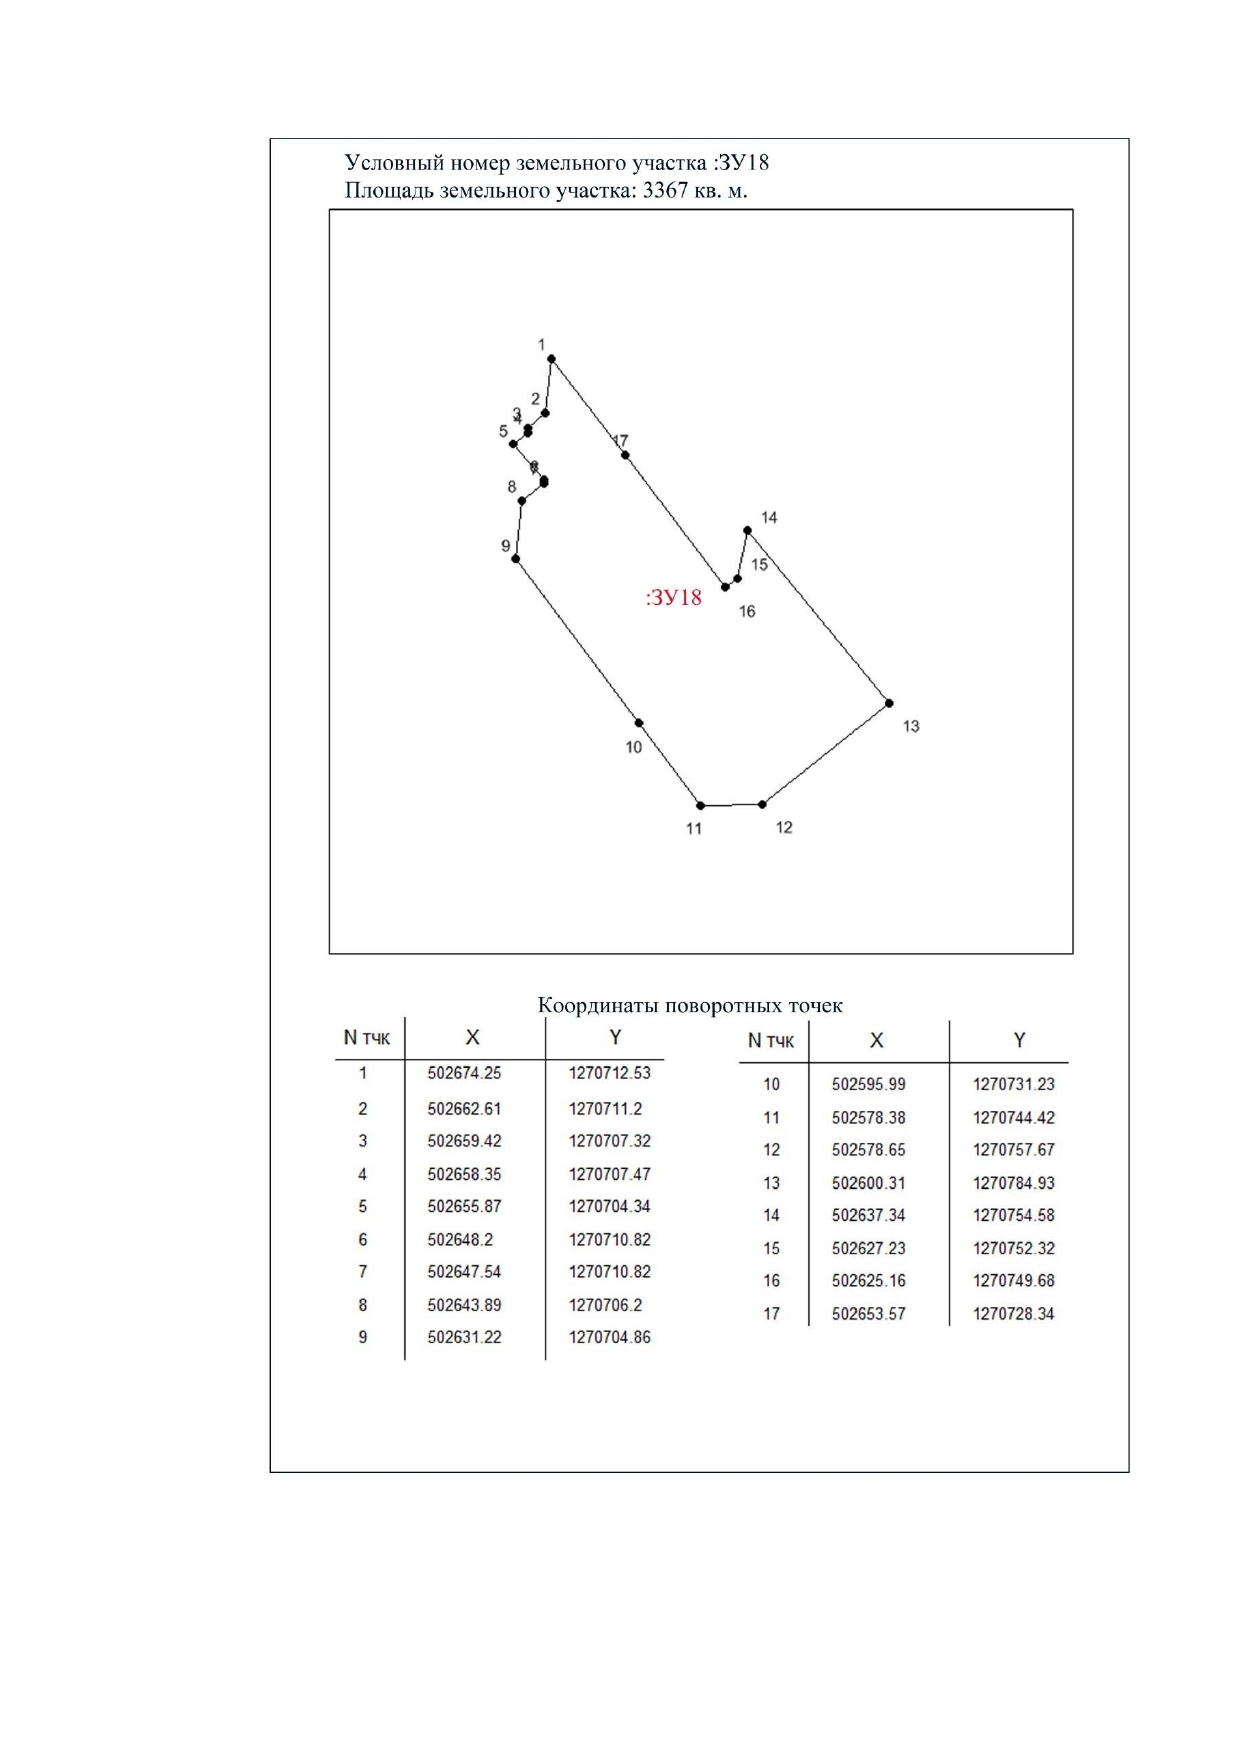 Условный номер земельного участка :ЗУ18
Площадь земельного участка: 3367 кв. м.
1
2
3
4
5
17
6
8
14
9
15
:ЗУ18
16
13
10
11
12
Координаты поворотных точек
N тчк X Y
1 502674.25 1270712.53
2 502662.61 1270711.2
3 502659.42 1270707.32
4 502658.35 1270707.47
5 502655.87 1270704.34
6 502648.2 1270710.82
7 502647.54 1270710.82
8 502643.89 1270706.2
9 502631.22 1270704.86
N тчк X Y
10 502595.99 1270731.23
11 502578.38 1270744.42
12 502578.65 1270757.67
13 502600.31 1270784.93
14 502637.34 1270754.58
15 502627.23 1270752.32
16 502625.16 1270749.68
17 502653.57 1270728.34